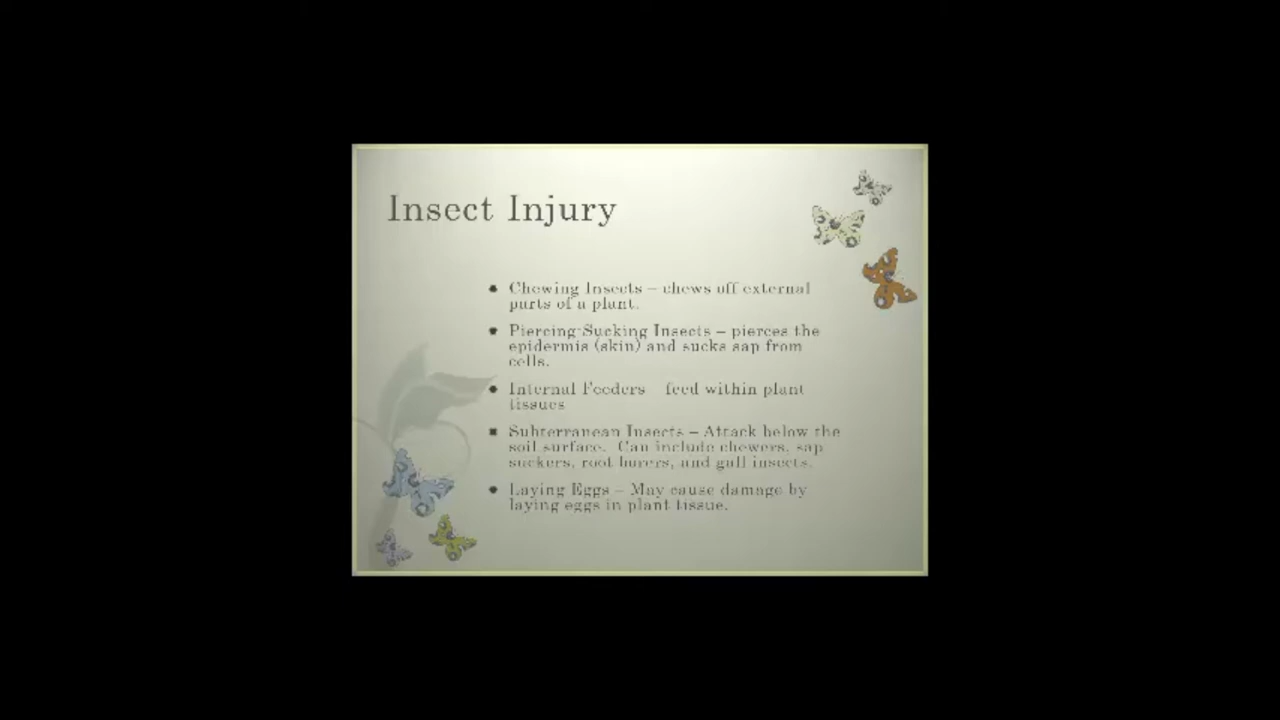 Insect Injury
Chewing Insects – chews off external
parts of a plant.
Piercing-Sucking Insects – pierces the
epidermis (skin) and sucks sap from
cells.
Internal Feeders – feed within plant
tissues
Subterranean Insects – Attack below the
soil surface. Can include chewers, sap
suckers, root borers, and gall insects.
Laying Eggs – May cause damage by
laying eggs in plant tissue.